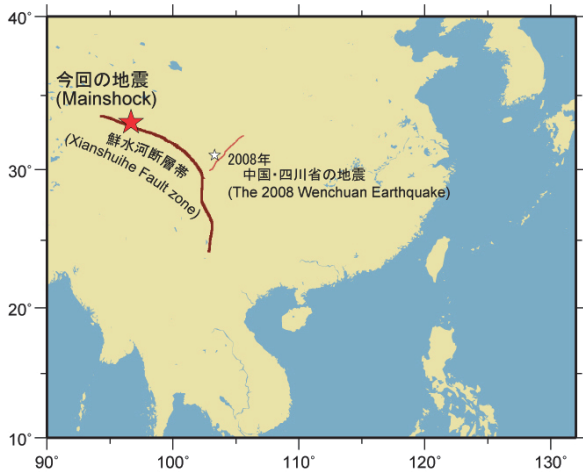 40°
今回の地震
(Mainshock)
鮮水河断層帯
(Xianshuihe Fault zone)
2008年
中国・四川省の地震
(The 2008 Wenchuan Earthquake)
30°
20°
10°
90° 100° 110° 120° 130°